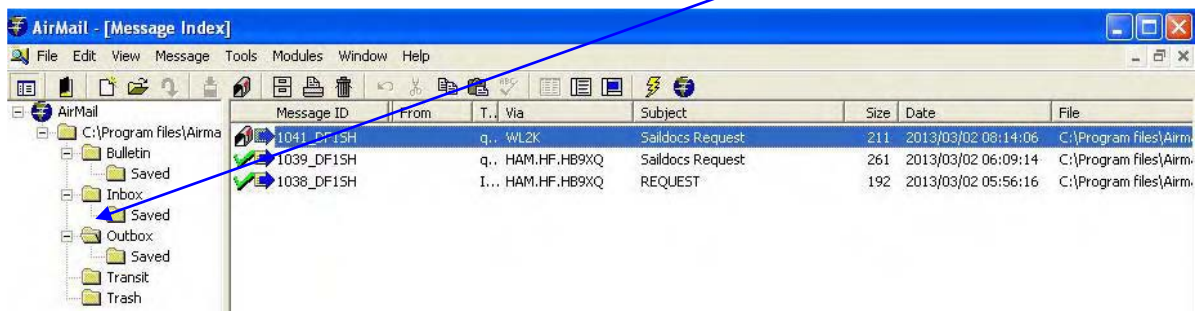 AirMail - [Message Index]
File Edit View Message Tools Modules Window Help
AirMail
C:\Program files\Airma
Bulletin
Saved
Inbox
Saved
Outbox
Saved
Transit
Trash
Message ID From T.. Via Subject Size Date File
1041_DF1SH q.. WL2K Saildocs Request 211 2013/03/02 08:14:06 C:\Program files\Airm
1039_DF1SH q.. HAM.HF.HB9XQ Saildocs Request 261 2013/03/02 06:09:14 C:\Program files\Airm
1038_DF1SH I... HAM.HF.HB9XQ REQUEST 192 2013/03/02 05:56:16 C:\Program files\Airm